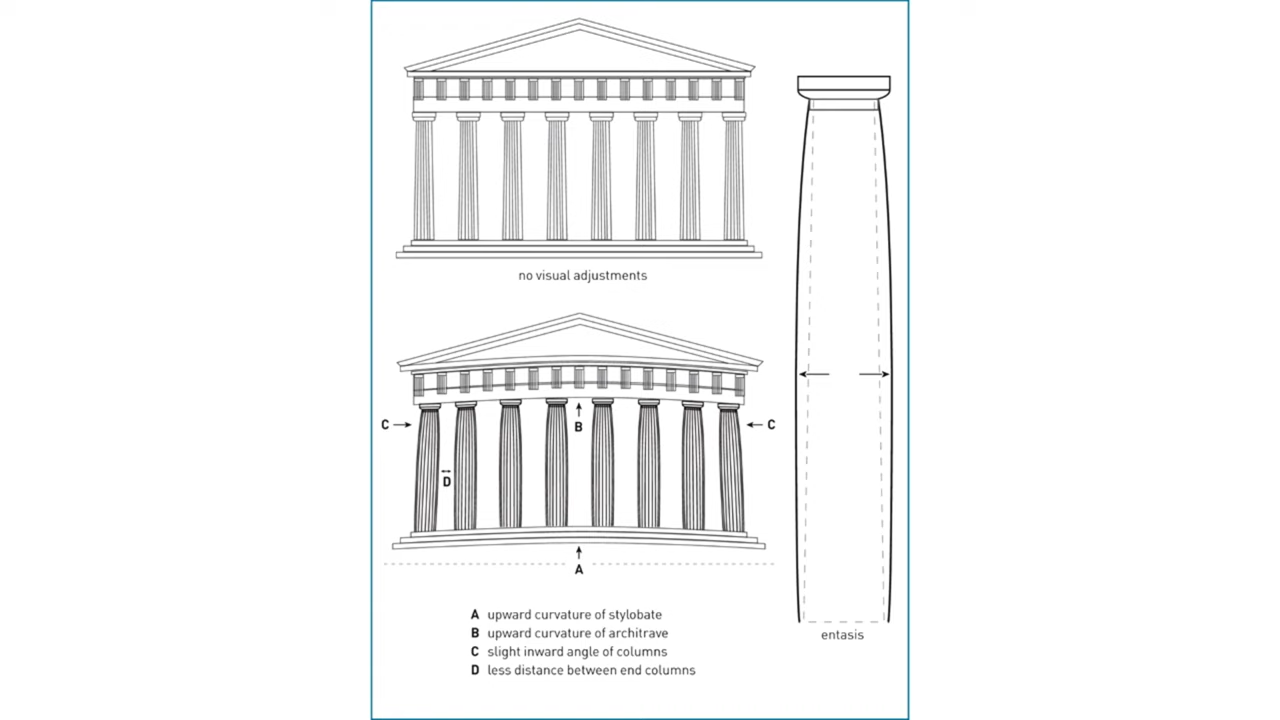 no visual adjustments
C
B
C
D
A
A upward curvature of stylobate
B upward curvature of architrave
C slight inward angle of columns
D less distance between end columns
entasis